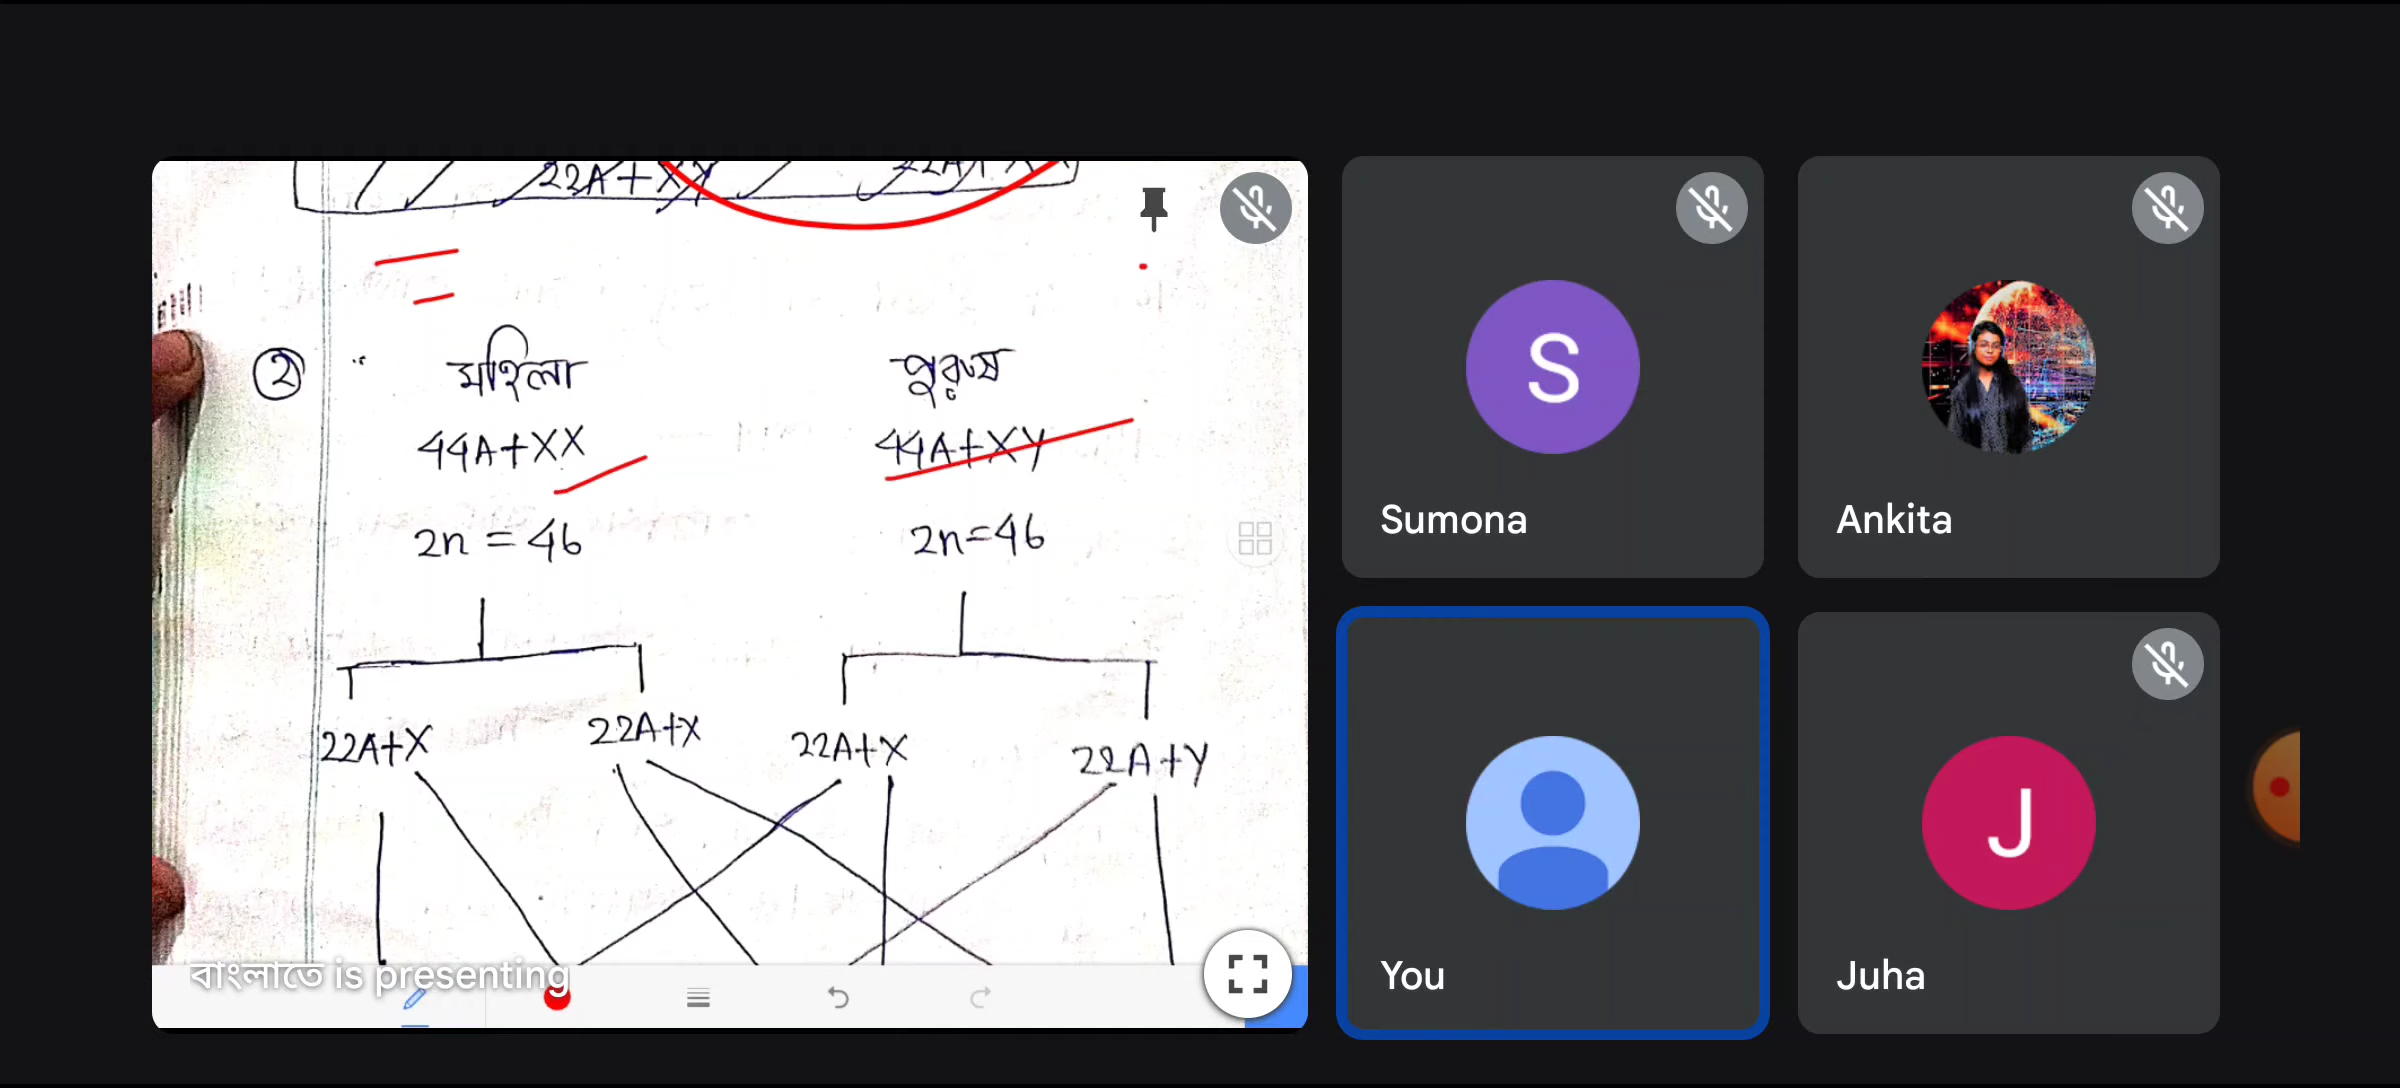 22A+XX
②
মহিলা পুরুষ
44A+XX 44A+XY
2n = 46 2n=46
22A+X 22A+X 22A+X 22A+Y
বাংলাতে is presenting
S
Sumona
Ankita
You
J
Juha